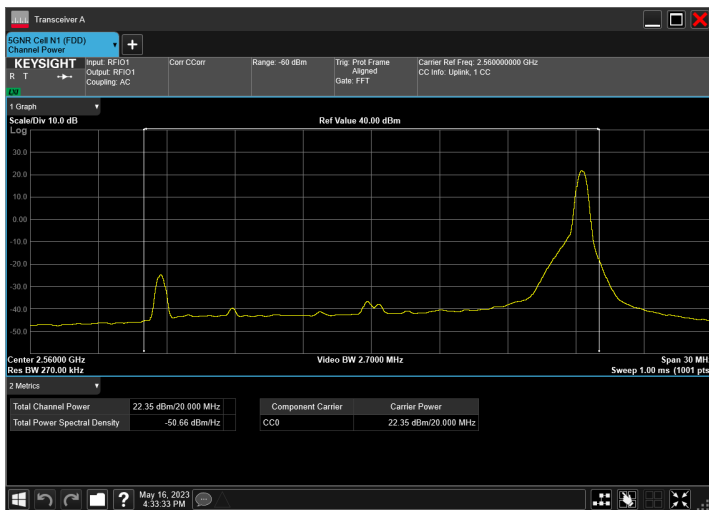 Transceiver A
5GNR Cell N1 (FDD)
Channel Power
KEYSIGHT
R T
LXI
Input: RFIO1
Output: RFIO1
Coupling: AC
Corr CCorr
Range: -60 dBm
Trig: Prot Frame
Aligned
Gate: FFT
Carrier Ref Freq: 2.560000000 GHz
CC Info: Uplink, 1 CC
1 Graph
Scale/Div 10.0 dB
Ref Value 40.00 dBm
Log
30.0
20.0
10.0
0.00
-10.0
-20.0
-30.0
-40.0
-50.0
Center 2.56000 GHz
Video BW 2.7000 MHz
Span 30 MH
Res BW 270.00 kHz
Sweep 1.00 ms (1001 pts
2 Metrics
Total Channel Power 22.35 dBm/20.000 MHz
Total Power Spectral Density -50.66 dBm/Hz
Component Carrier Carrier Power
CC0 22.35 dBm/20.000 MHz
?
May 16, 2023
4:33:33 PM